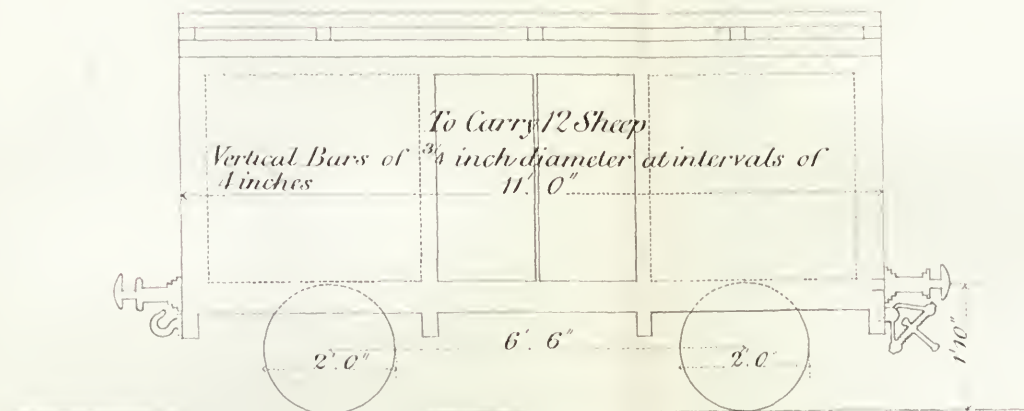 To Carry 12 Sheep
Vertical Bars of 3/4 inch diameter at intervals of
4 inches
11'. 0"
6'. 6"
2'. 0"
2'. 0
1' 10"